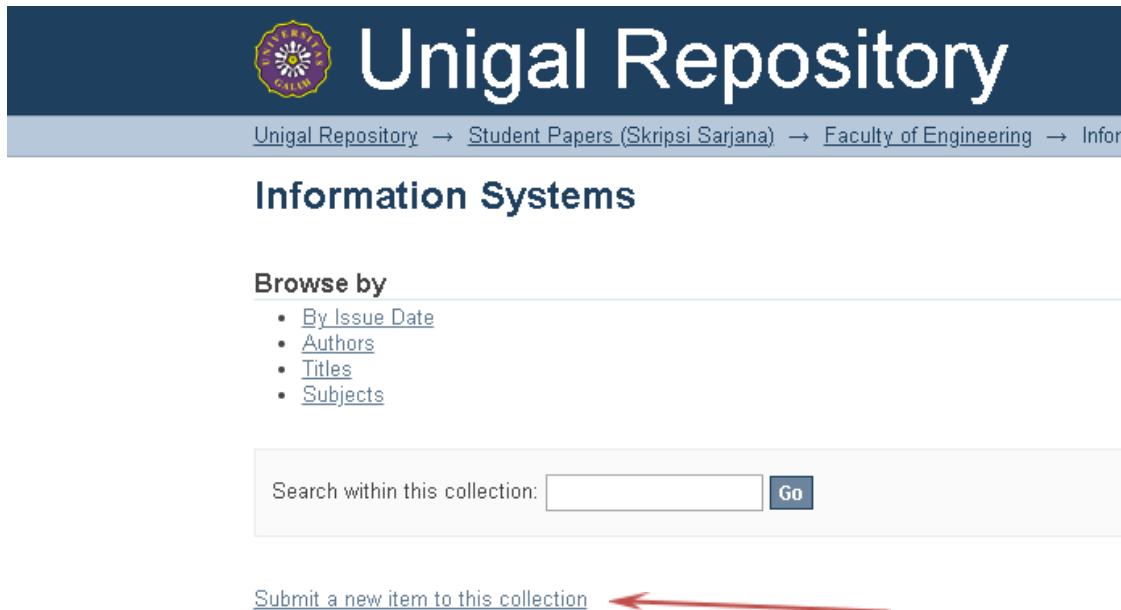 Unigal Repository
Unigal Repository → Student Papers (Skripsi Sarjana) → Faculty of Engineering → Infor
Information Systems
Browse by
• By Issue Date
• Authors
• Titles
• Subjects
Search within this collection: Go
Submit a new item to this collection